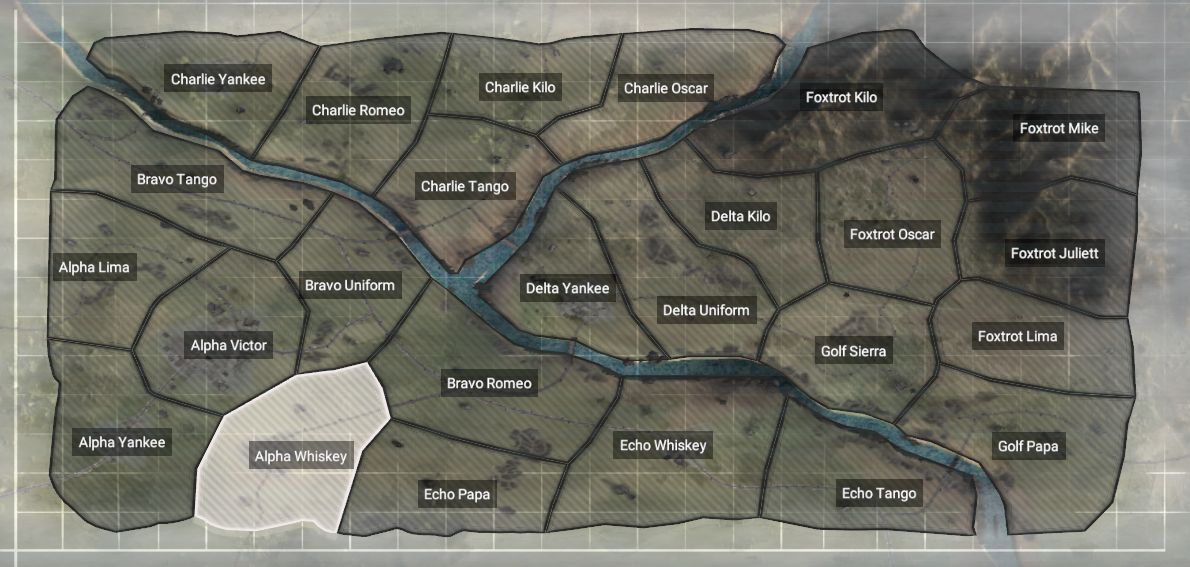 Charlie Yankee
Charlie Romeo
Charlie Kilo
Charlie Oscar
Foxtrot Kilo
Foxtrot Mike
Bravo Tango
Charlie Tango
Delta Kilo
Foxtrot Oscar
Foxtrot Juliett
Alpha Lima
Bravo Uniform
Delta Yankee
Delta Uniform
Foxtrot Lima
Alpha Victor
Golf Sierra
Bravo Romeo
Alpha Yankee
Alpha Whiskey
Echo Whiskey
Golf Papa
Echo Papa
Echo Tango